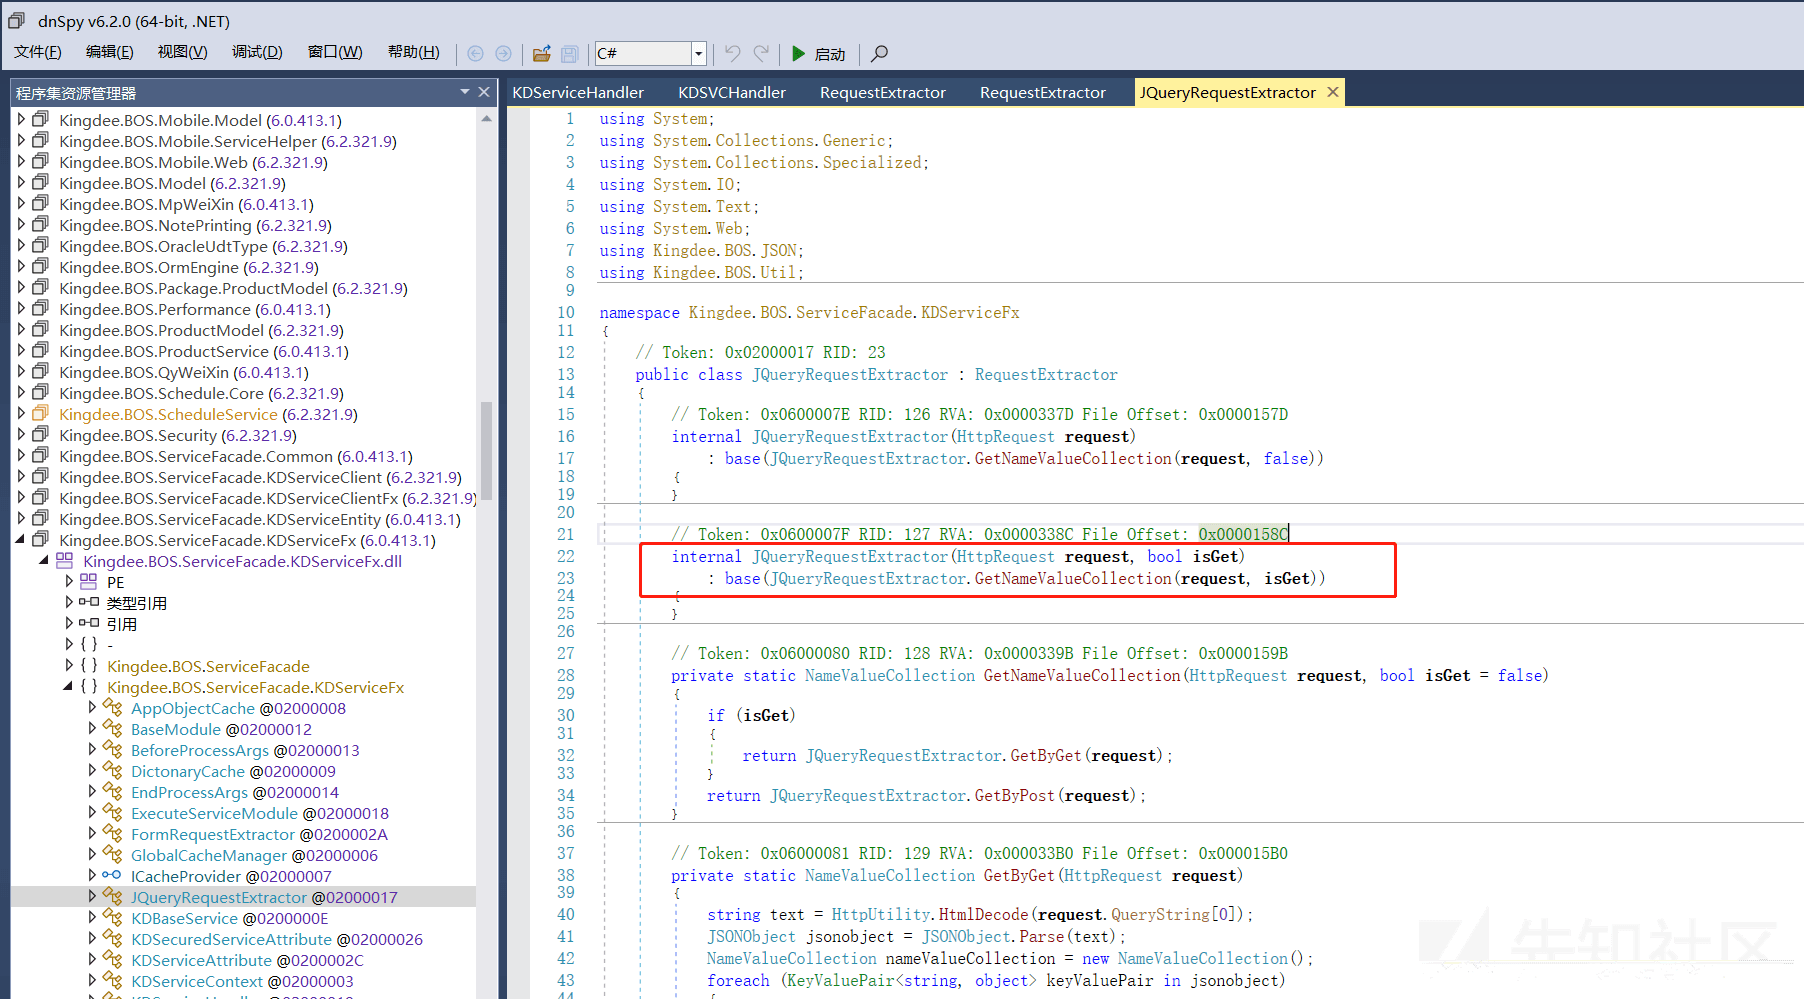 dnSpy v6.2.0 (64-bit, .NET)
文件(F) 编辑(E) 视图(V) 调试(D) 窗口(W) 帮助(H) C# 启动
程序集资源管理器
Kingdee.BOS.Mobile.Model (6.0.413.1)
Kingdee.BOS.Mobile.ServiceHelper (6.2.321.9)
Kingdee.BOS.Mobile.Web (6.2.321.9)
Kingdee.BOS.Model (6.2.321.9)
Kingdee.BOS.MpWeiXin (6.0.413.1)
Kingdee.BOS.NotePrinting (6.2.321.9)
Kingdee.BOS.OracleUdtType (6.2.321.9)
Kingdee.BOS.OrmEngine (6.2.321.9)
Kingdee.BOS.Package.ProductModel (6.2.321.9)
Kingdee.BOS.Performance (6.0.413.1)
Kingdee.BOS.ProductModel (6.2.321.9)
Kingdee.BOS.ProductService (6.0.413.1)
Kingdee.BOS.QyWeiXin (6.0.413.1)
Kingdee.BOS.Schedule.Core (6.2.321.9)
Kingdee.BOS.ScheduleService (6.2.321.9)
Kingdee.BOS.Security (6.2.321.9)
Kingdee.BOS.ServiceFacade.Common (6.0.413.1)
Kingdee.BOS.ServiceFacade.KDServiceClient (6.2.321.9)
Kingdee.BOS.ServiceFacade.KDServiceClientFx (6.2.321.9)
Kingdee.BOS.ServiceFacade.KDServiceEntity (6.0.413.1)
Kingdee.BOS.ServiceFacade.KDServiceFx (6.0.413.1)
Kingdee.BOS.ServiceFacade.KDServiceFx.dll
PE
类型引用
引用
{ } -
{ } Kingdee.BOS.ServiceFacade
{ } Kingdee.BOS.ServiceFacade.KDServiceFx
AppObjectCache @02000008
BaseModule @02000012
BeforeProcessArgs @02000013
DictonaryCache @02000009
EndProcessArgs @02000014
ExecuteServiceModule @02000018
FormRequestExtractor @0200002A
GlobalCacheManager @02000006
ICacheProvider @02000007
JQueryRequestExtractor @02000017
KDBaseService @0200000E
KDSecuredServiceAttribute @02000026
KDServiceAttribute @0200002C
KDServiceContext @02000003
KDServiceHandler KDSVCHandler RequestExtractor RequestExtractor JQueryRequestExtractor
1 using System;
2 using System.Collections.Generic;
3 using System.Collections.Specialized;
4 using System.IO;
5 using System.Text;
6 using System.Web;
7 using Kingdee.BOS.JSON;
8 using Kingdee.BOS.Util;
9
10 namespace Kingdee.BOS.ServiceFacade.KDServiceFx
11 {
12 // Token: 0x02000017 RID: 23
13 public class JQueryRequestExtractor : RequestExtractor
14 {
15 // Token: 0x0600007E RID: 126 RVA: 0x0000337D File Offset: 0x0000157D
16 internal JQueryRequestExtractor(HttpRequest request)
17 : base(JQueryRequestExtractor.GetNameValueCollection(request, false))
18 {
19 }
20
21 // Token: 0x0600007F RID: 127 RVA: 0x0000338C File Offset: 0x0000158C
22 internal JQueryRequestExtractor(HttpRequest request, bool isGet)
23 : base(JQueryRequestExtractor.GetNameValueCollection(request, isGet))
24 {
25 }
26
27 // Token: 0x06000080 RID: 128 RVA: 0x0000339B File Offset: 0x0000159B
28 private static NameValueCollection GetNameValueCollection(HttpRequest request, bool isGet = false)
29 {
30 if (isGet)
31 {
32 return JQueryRequestExtractor.GetByGet(request);
33 }
34 return JQueryRequestExtractor.GetByPost(request);
35 }
36
37 // Token: 0x06000081 RID: 129 RVA: 0x000033B0 File Offset: 0x000015B0
38 private static NameValueCollection GetByGet(HttpRequest request)
39 {
40 string text = HttpUtility.HtmlDecode(request.QueryString[0]);
41 JSONObject jsonobject = JSONObject.Parse(text);
42 NameValueCollection nameValueCollection = new NameValueCollection();
43 foreach (KeyValuePair<string, object> keyValuePair in jsonobject)
44 {
先知社区